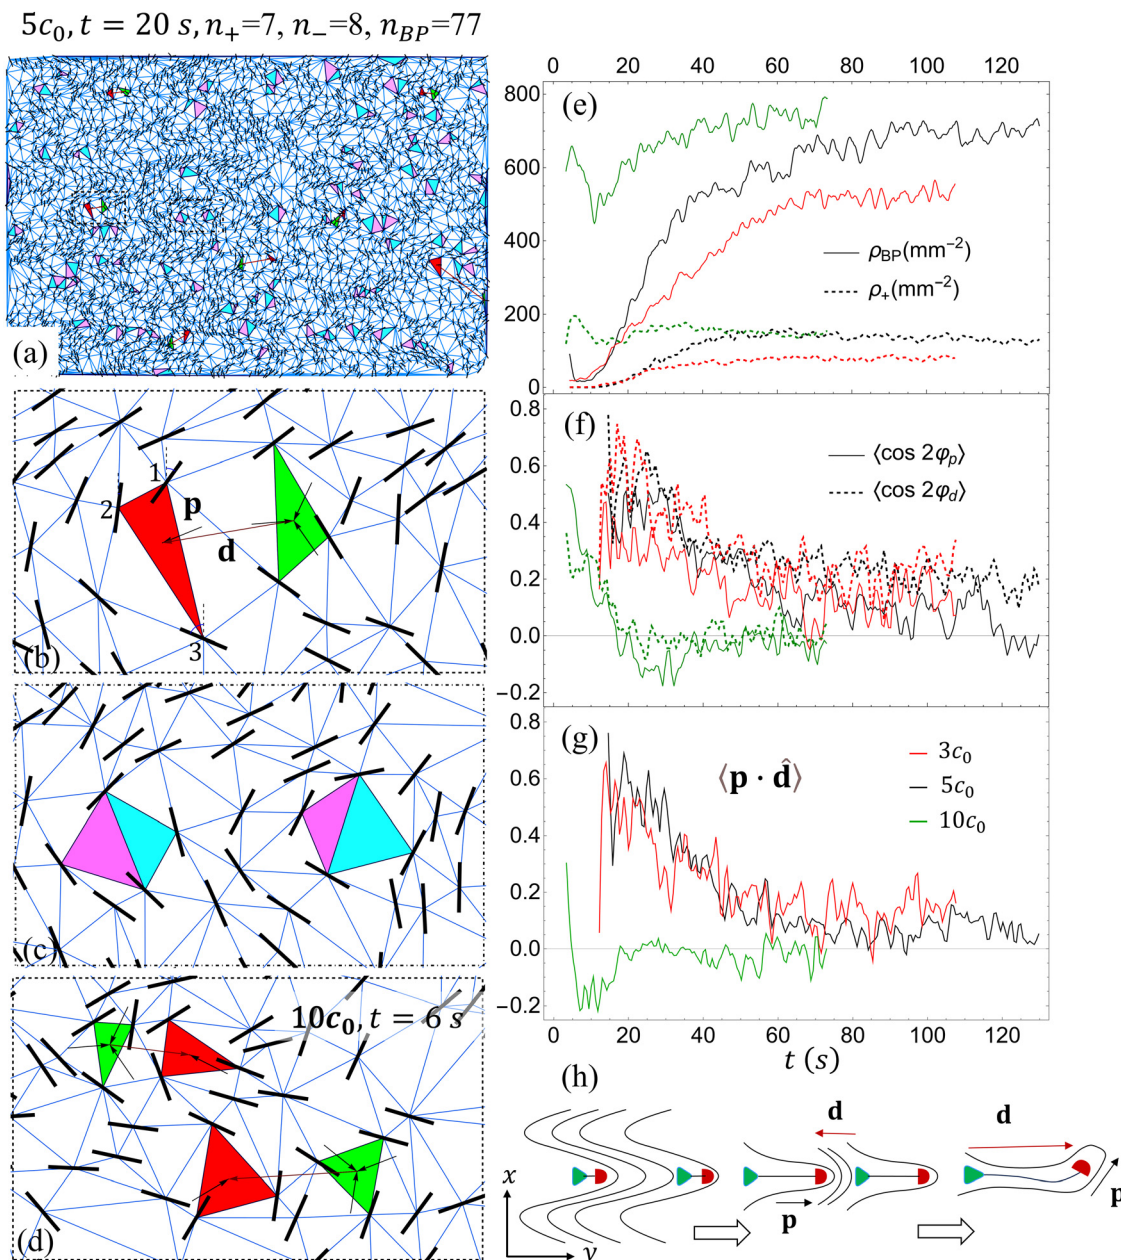 5c₀, t = 20 s, n₊=7, n₋=8, n_BP=77
(a)
1
2
p
d
3
(b)
(c)
10c₀, t = 6 s
(d)
0 20 40 60 80 100 120
(e)
800
600
400
200
0
ρ_BP(mm⁻²)
ρ₊(mm⁻²)
(f)
0.8
0.6
0.4
0.2
0.0
−0.2
⟨cos 2φ_p⟩
⟨cos 2φ_d⟩
(g)
0.8
0.6
0.4
0.2
0.0
−0.2
⟨p · d̂⟩
3c₀
5c₀
10c₀
0 20 40 60 80 100 120
t (s)
(h)
d
d
p
p
x
y